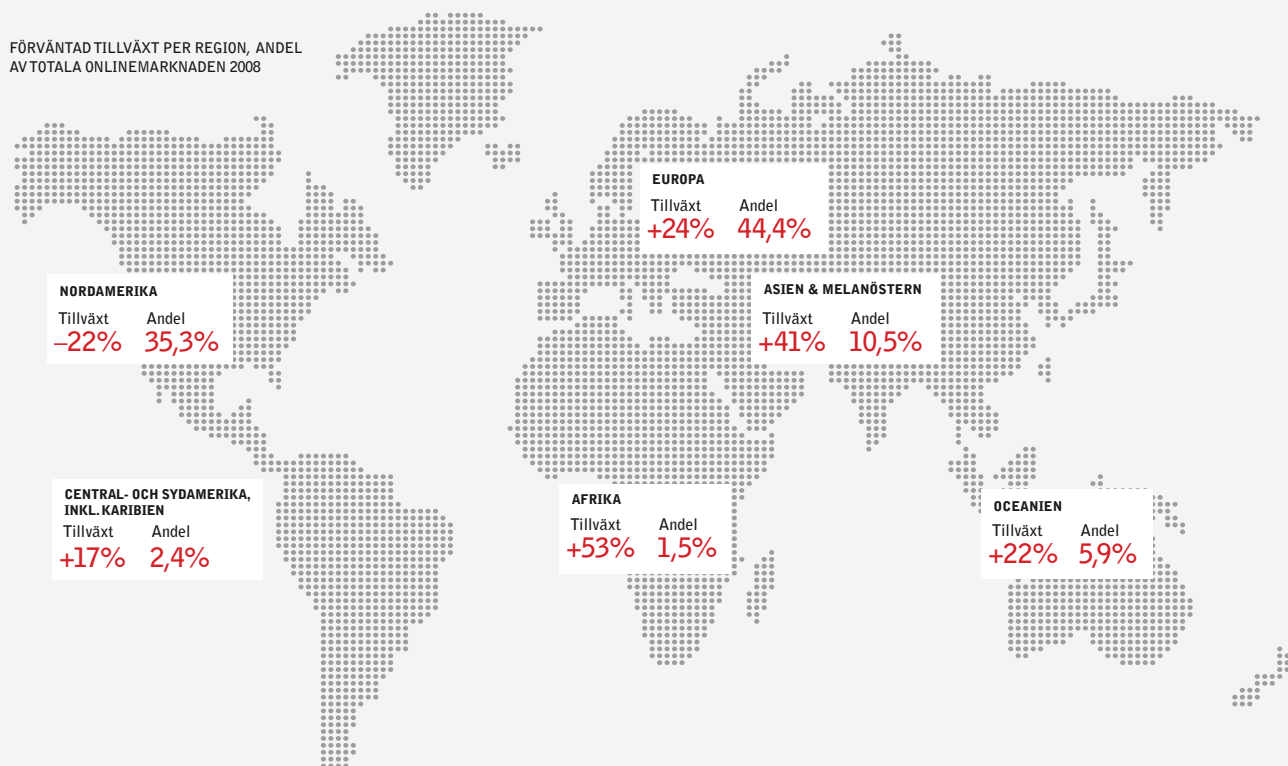 FÖRVÄNTAD TILLVÄXT PER REGION, ANDEL
AV TOTALA ONLINEMARKNADEN 2008
EUROPA
Tillväxt Andel
+24% 44,4%
NORDAMERIKA
Tillväxt Andel
–22% 35,3%
ASIEN & MELANÖSTERN
Tillväxt Andel
+41% 10,5%
CENTRAL- OCH SYDAMERIKA,
INKL. KARIBIEN
Tillväxt Andel
+17% 2,4%
AFRIKA
Tillväxt Andel
+53% 1,5%
OCEANIEN
Tillväxt Andel
+22% 5,9%